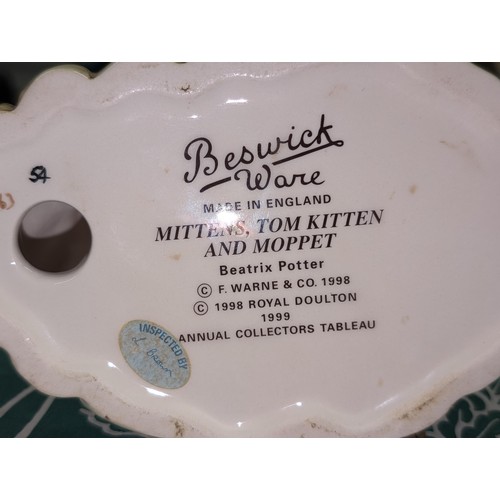 Beswick
Ware
MADE IN ENGLAND
MITTENS, TOM KITTEN
AND MOPPET
Beatrix Potter
© F. WARNE & CO. 1998
© 1998 ROYAL DOULTON
1999
ANNUAL COLLECTORS TABLEAU
INSPECTED BY
54